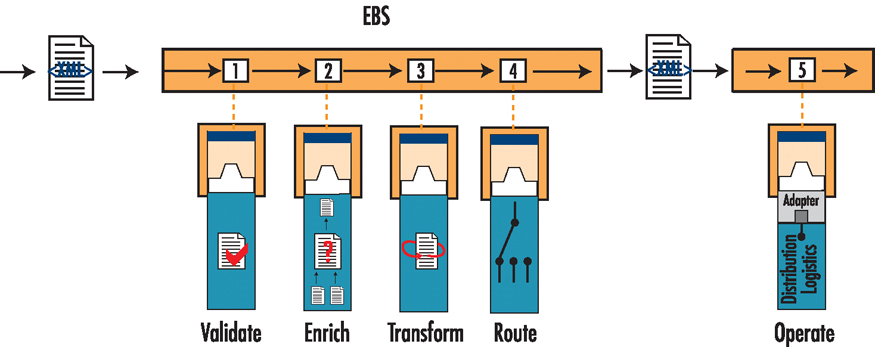 EBS
<XML>
1
2
3
4
<XML>
5
?
Adapter
Distribution
Logistics
Validate
Enrich
Transform
Route
Operate